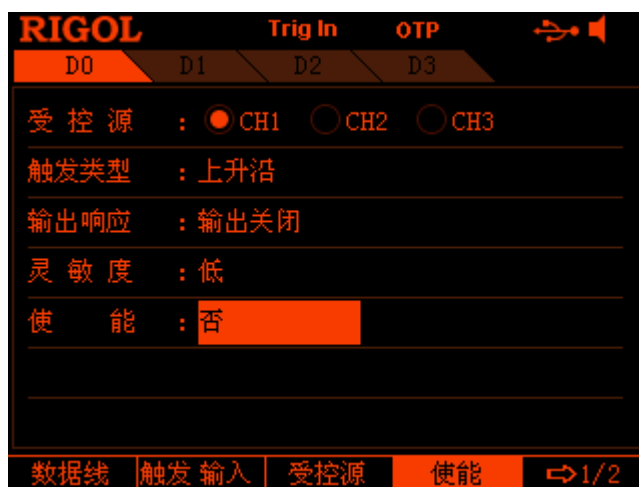 RIGOL Trig In OTP
D0 D1 D2 D3
受控源 : CH1 CH2 CH3
触发类型 : 上升沿
输出响应 : 输出关闭
灵敏度 : 低
使能 : 否
数据线 触发 输入 受控源 使能 ⇨1/2